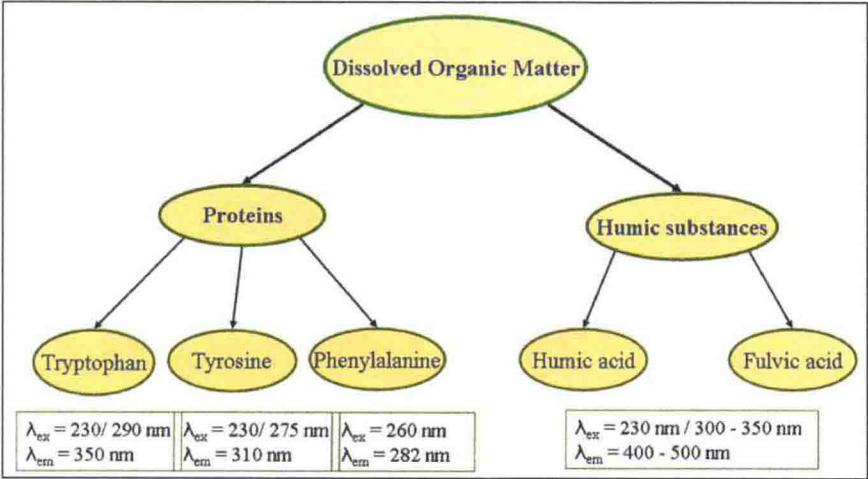 Dissolved Organic Matter
Proteins
Humic substances
Tryptophan
Tyrosine
Phenylalanine
Humic acid
Fulvic acid
λex = 230/ 290 nm
λem = 350 nm
λex = 230/ 275 nm
λem = 310 nm
λex = 260 nm
λem = 282 nm
λex = 230 nm / 300 - 350 nm
λem = 400 - 500 nm